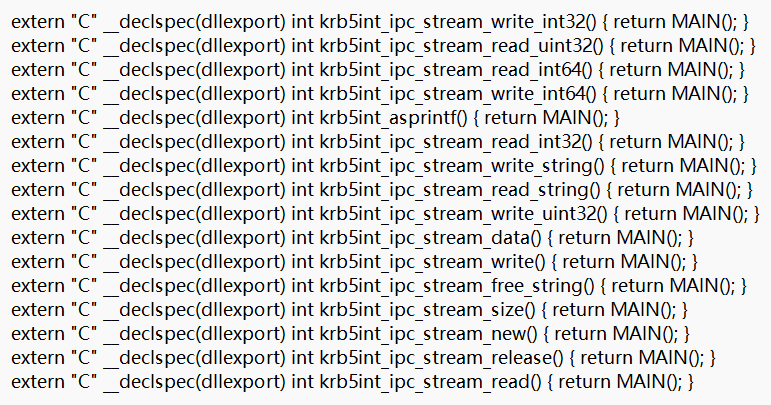 extern "C" __declspec(dllexport) int krb5int_ipc_stream_write_int32() { return MAIN(); }
extern "C" __declspec(dllexport) int krb5int_ipc_stream_read_uint32() { return MAIN(); }
extern "C" __declspec(dllexport) int krb5int_ipc_stream_read_int64() { return MAIN(); }
extern "C" __declspec(dllexport) int krb5int_ipc_stream_write_int64() { return MAIN(); }
extern "C" __declspec(dllexport) int krb5int_asprintf() { return MAIN(); }
extern "C" __declspec(dllexport) int krb5int_ipc_stream_read_int32() { return MAIN(); }
extern "C" __declspec(dllexport) int krb5int_ipc_stream_write_string() { return MAIN(); }
extern "C" __declspec(dllexport) int krb5int_ipc_stream_read_string() { return MAIN(); }
extern "C" __declspec(dllexport) int krb5int_ipc_stream_write_uint32() { return MAIN(); }
extern "C" __declspec(dllexport) int krb5int_ipc_stream_data() { return MAIN(); }
extern "C" __declspec(dllexport) int krb5int_ipc_stream_write() { return MAIN(); }
extern "C" __declspec(dllexport) int krb5int_ipc_stream_free_string() { return MAIN(); }
extern "C" __declspec(dllexport) int krb5int_ipc_stream_size() { return MAIN(); }
extern "C" __declspec(dllexport) int krb5int_ipc_stream_new() { return MAIN(); }
extern "C" __declspec(dllexport) int krb5int_ipc_stream_release() { return MAIN(); }
extern "C" __declspec(dllexport) int krb5int_ipc_stream_read() { return MAIN(); }